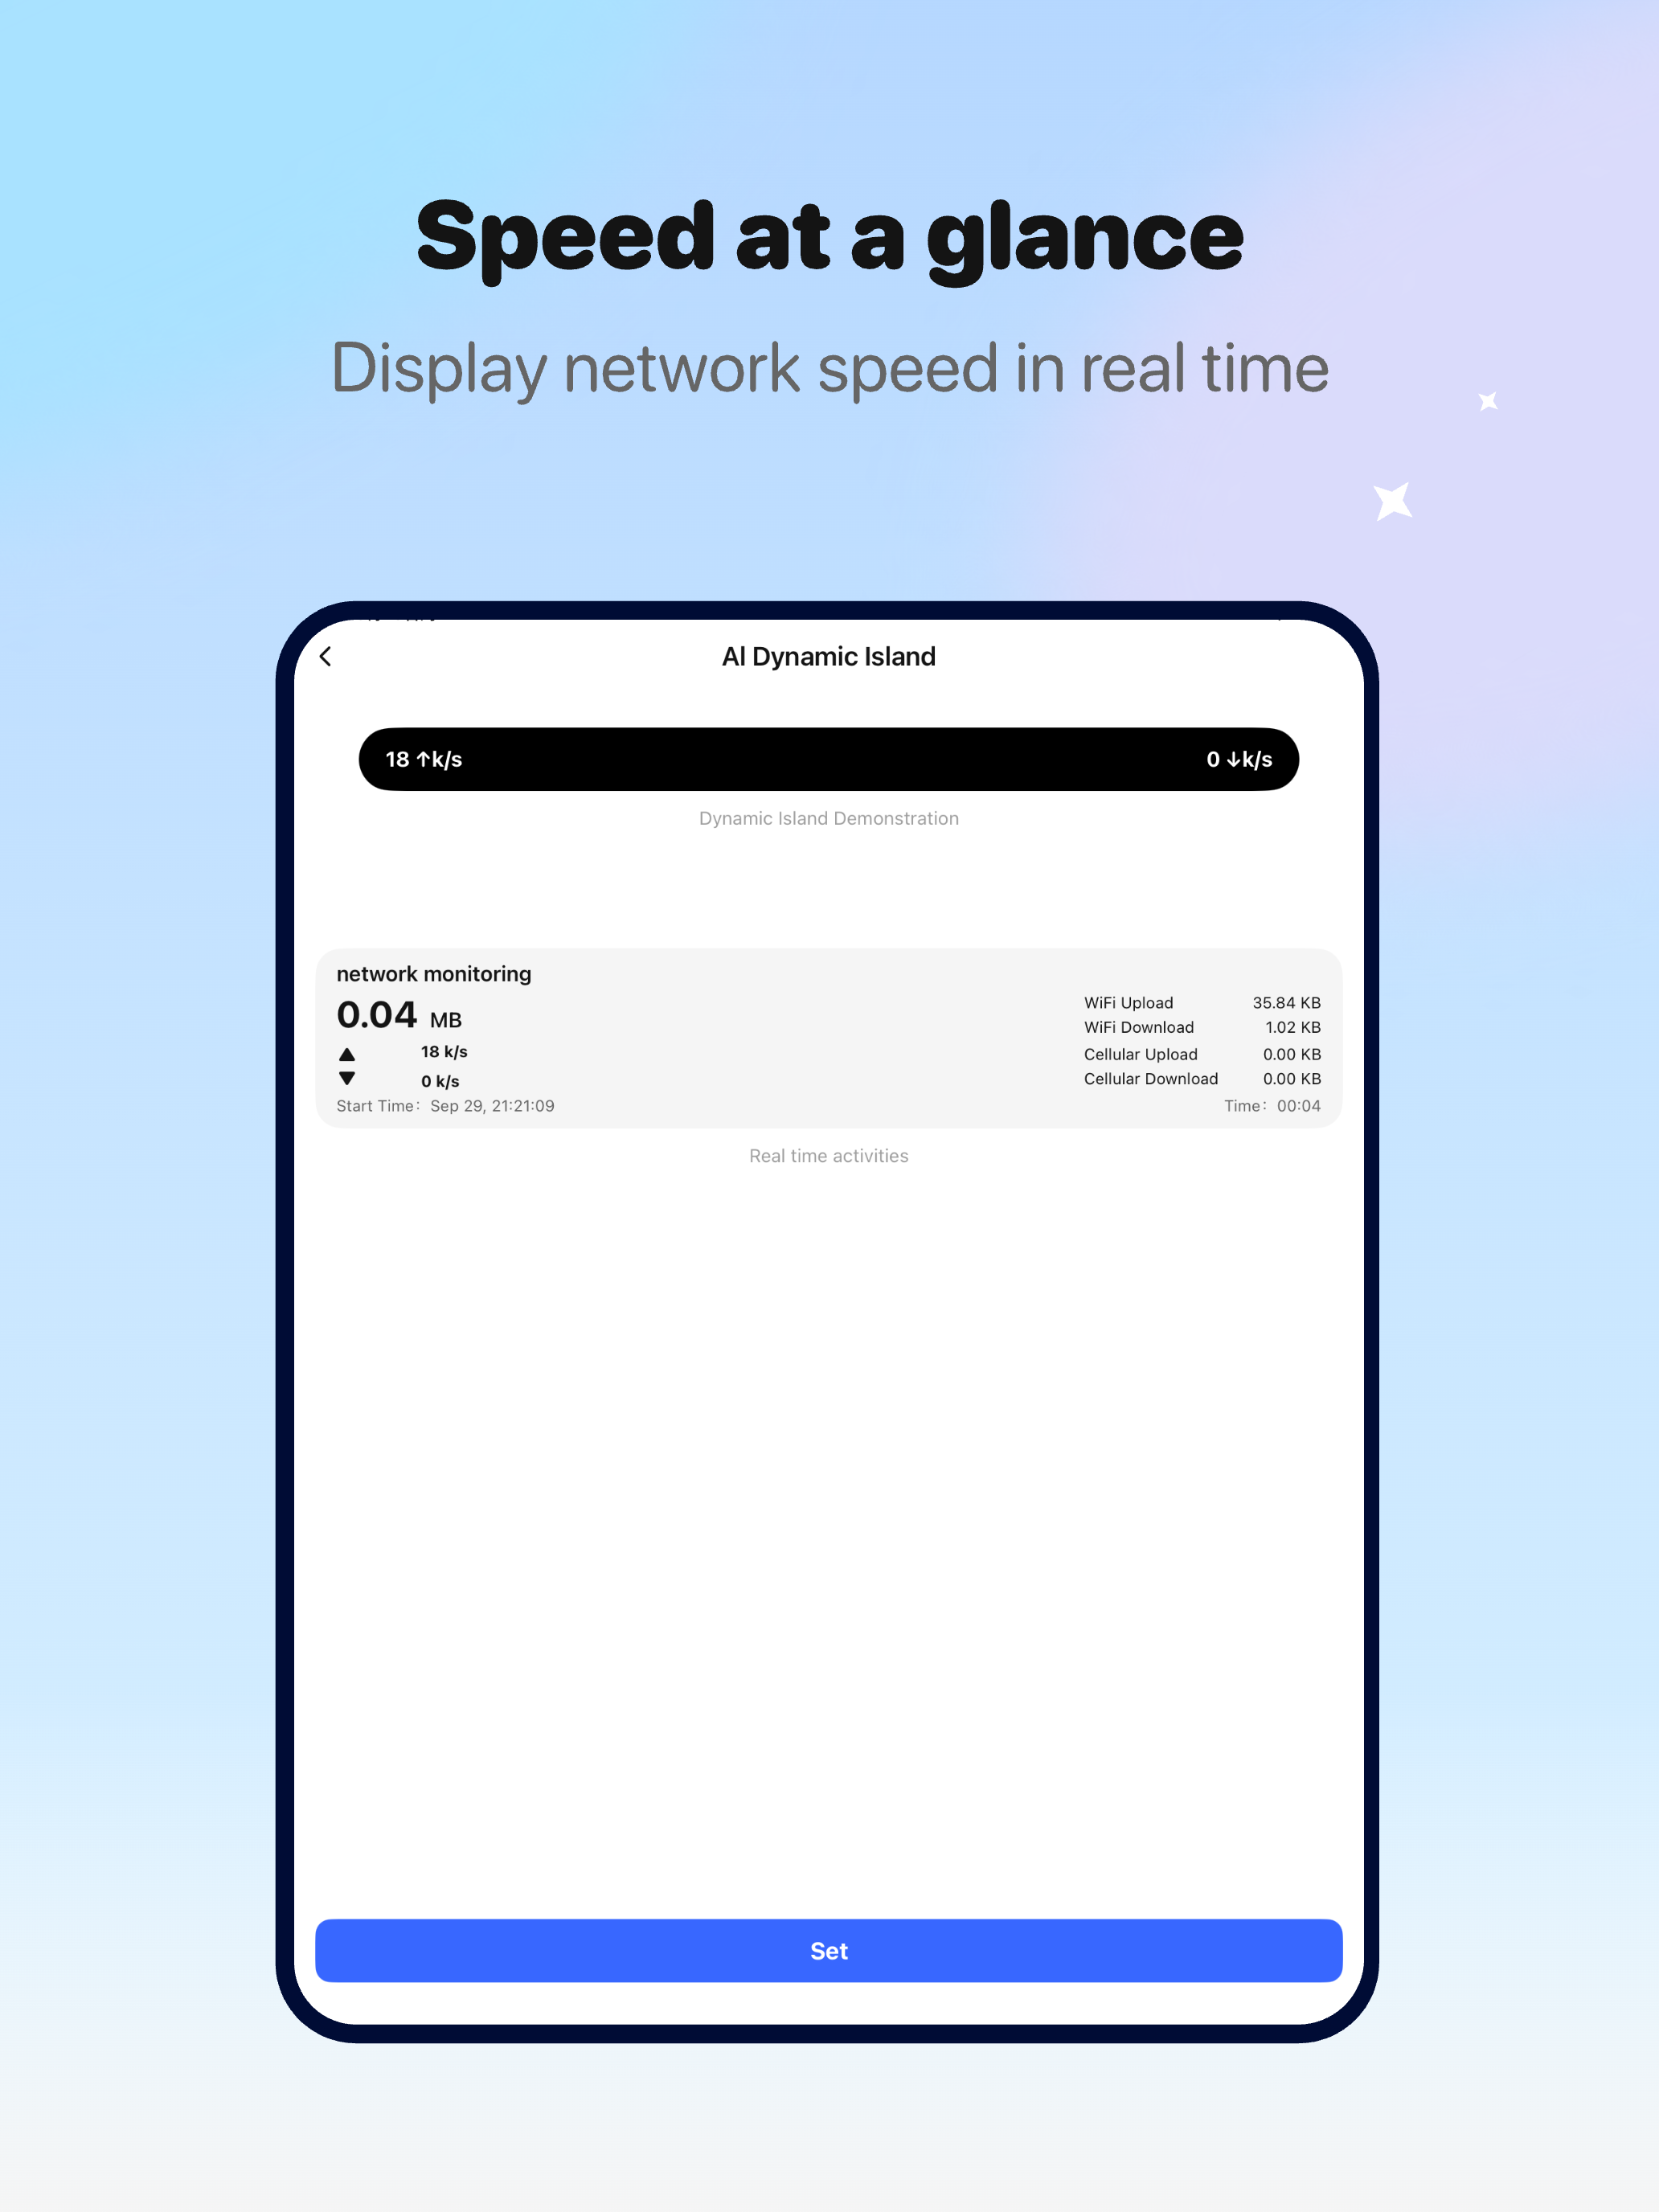 Speed at a glance
Display network speed in real time
AI Dynamic Island
18 ↑k/s 0 ↓k/s
Dynamic Island Demonstration
network monitoring
0.04 MB
▲ 18 k/s
▼ 0 k/s
WiFi Upload 35.84 KB
WiFi Download 1.02 KB
Cellular Upload 0.00 KB
Cellular Download 0.00 KB
Start Time: Sep 29, 21:21:09 Time: 00:04
Real time activities
Set